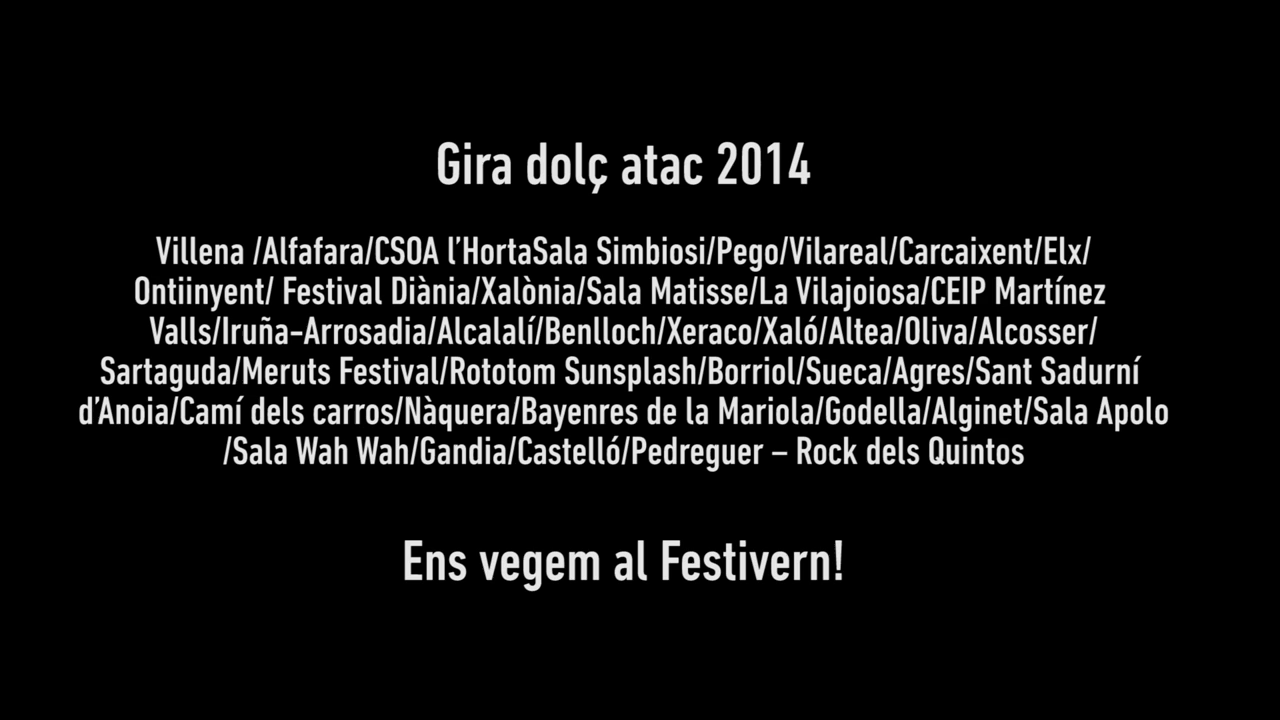 Gira dolç atac 2014
Villena /Alfafara/CSOA l’HortaSala Simbiosi/Pego/Vilareal/Carcaixent/Elx/
Ontiinyent/ Festival Diània/Xalònia/Sala Matisse/La Vilajoiosa/CEIP Martínez
Valls/Iruña-Arrosadia/Alcalalí/Benlloch/Xeraco/Xaló/Altea/Oliva/Alcosser/
Sartaguda/Meruts Festival/Rototom Sunsplash/Borriol/Sueca/Agres/Sant Sadurní
d’Anoia/Camí dels carros/Nàquera/Bayenres de la Mariola/Godella/Alginet/Sala Apolo
/Sala Wah Wah/Gandia/Castelló/Pedreguer – Rock dels Quintos
Ens vegem al Festivern!